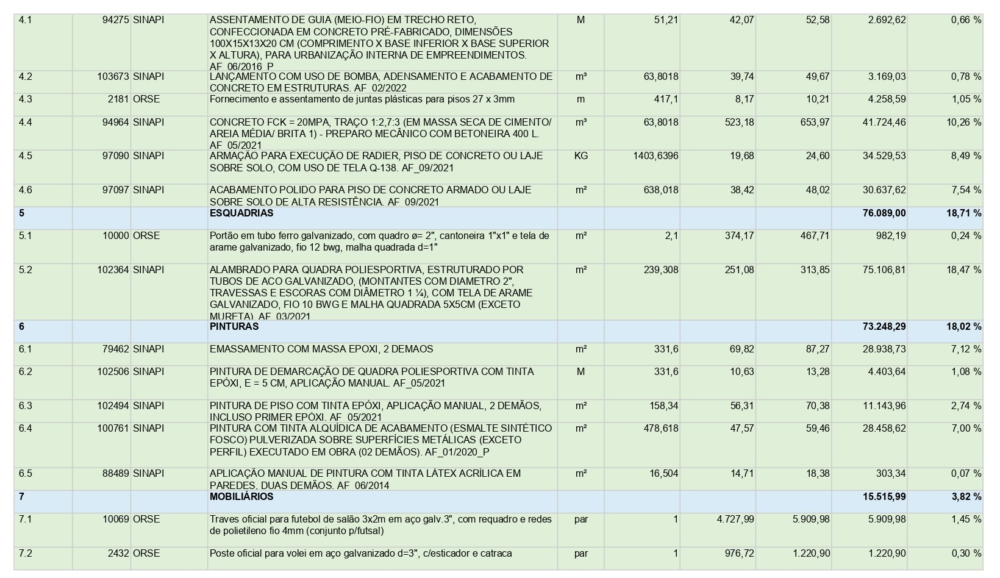 4.1 94275 SINAPI ASSENTAMENTO DE GUIA (MEIO-FIO) EM TRECHO RETO, M 51,21 42,07 52,58 2.692,62 0,66 %
CONFECCIONADA EM CONCRETO PRÉ-FABRICADO, DIMENSÕES
100X15X13X20 CM (COMPRIMENTO X BASE INFERIOR X BASE SUPERIOR
X ALTURA), PARA URBANIZAÇÃO INTERNA DE EMPREENDIMENTOS.
AF_06/2016_P
4.2 103673 SINAPI LANÇAMENTO COM USO DE BOMBA, ADENSAMENTO E ACABAMENTO DE m³ 63,8018 39,74 49,67 3.169,03 0,78 %
CONCRETO EM ESTRUTURAS. AF_02/2022
4.3 2181 ORSE Fornecimento e assentamento de juntas plásticas para pisos 27 x 3mm m 417,1 8,17 10,21 4.258,59 1,05 %
4.4 94964 SINAPI CONCRETO FCK = 20MPA, TRAÇO 1:2,7:3 (EM MASSA SECA DE CIMENTO/ m³ 63,8018 523,18 653,97 41.724,46 10,26 %
AREIA MÉDIA/ BRITA 1) - PREPARO MECÂNICO COM BETONEIRA 400 L.
AF_05/2021
4.5 97090 SINAPI ARMAÇÃO PARA EXECUÇÃO DE RADIER, PISO DE CONCRETO OU LAJE KG 1403,6396 19,68 24,60 34.529,53 8,49 %
SOBRE SOLO, COM USO DE TELA Q-138. AF_09/2021
4.6 97097 SINAPI ACABAMENTO POLIDO PARA PISO DE CONCRETO ARMADO OU LAJE m² 638,018 38,42 48,02 30.637,62 7,54 %
SOBRE SOLO DE ALTA RESISTÊNCIA. AF_09/2021
5 ESQUADRIAS 76.089,00 18,71 %
5.1 10000 ORSE Portão em tubo ferro galvanizado, com quadro ø= 2", cantoneira 1"x1" e tela de m² 2,1 374,17 467,71 982,19 0,24 %
arame galvanizado, fio 12 bwg, malha quadrada d=1"
5.2 102364 SINAPI ALAMBRADO PARA QUADRA POLIESPORTIVA, ESTRUTURADO POR m² 239,308 251,08 313,85 75.106,81 18,47 %
TUBOS DE ACO GALVANIZADO, (MONTANTES COM DIAMETRO 2",
TRAVESSAS E ESCORAS COM DIÂMETRO 1 ¼), COM TELA DE ARAME
GALVANIZADO, FIO 10 BWG E MALHA QUADRADA 5X5CM (EXCETO
MURETA). AF_03/2021
6 PINTURAS 73.248,29 18,02 %
6.1 79462 SINAPI EMASSAMENTO COM MASSA EPOXI, 2 DEMAOS m² 331,6 69,82 87,27 28.938,73 7,12 %
6.2 102506 SINAPI PINTURA DE DEMARCAÇÃO DE QUADRA POLIESPORTIVA COM TINTA M 331,6 10,63 13,28 4.403,64 1,08 %
EPÓXI, E = 5 CM, APLICAÇÃO MANUAL. AF_05/2021
6.3 102494 SINAPI PINTURA DE PISO COM TINTA EPÓXI, APLICAÇÃO MANUAL, 2 DEMÃOS, m² 158,34 56,31 70,38 11.143,96 2,74 %
INCLUSO PRIMER EPÓXI. AF_05/2021
6.4 100761 SINAPI PINTURA COM TINTA ALQUÍDICA DE ACABAMENTO (ESMALTE SINTÉTICO m² 478,618 47,57 59,46 28.458,62 7,00 %
FOSCO) PULVERIZADA SOBRE SUPERFÍCIES METÁLICAS (EXCETO
PERFIL) EXECUTADO EM OBRA (02 DEMÃOS). AF_01/2020_P
6.5 88489 SINAPI APLICAÇÃO MANUAL DE PINTURA COM TINTA LÁTEX ACRÍLICA EM m² 16,504 14,71 18,38 303,34 0,07 %
PAREDES, DUAS DEMÃOS. AF_06/2014
7 MOBILIÁRIOS 15.515,99 3,82 %
7.1 10069 ORSE Traves oficial para futebol de salão 3x2m em aço galv.3", com requadro e redes par 1 4.727,99 5.909,98 5.909,98 1,45 %
de polietileno fio 4mm (conjunto p/futsal)
7.2 2432 ORSE Poste oficial para volei em aço galvanizado d=3", c/esticador e catraca par 1 976,72 1.220,90 1.220,90 0,30 %